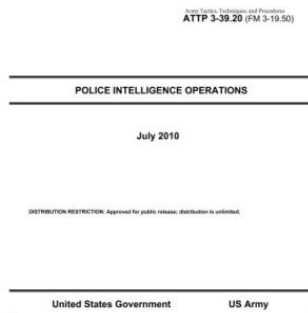 Army Tactics, Techniques, and Procedures
ATTP 3-39.20 (FM 3-19.50)
POLICE INTELLIGENCE OPERATIONS
July 2010
DISTRIBUTION RESTRICTION: Approved for public release; distribution is unlimited.
United States Government US Army